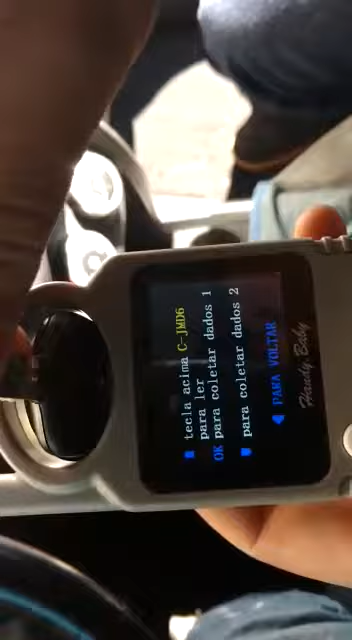 tecla acima C-JMD6
para ler
OK para coletar dados 1
para coletar dados 2
◀ PARA VOLTAR
Handy Baby